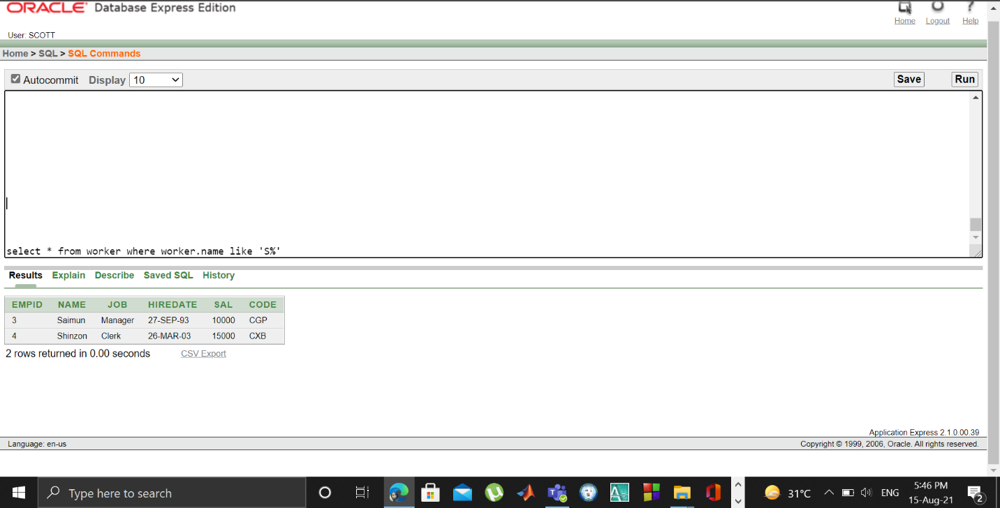 ORACLE Database Express Edition
Home Logout Help
User: SCOTT
Home > SQL > SQL Commands
Autocommit Display 10 Save Run
select * from worker where worker.name like 'S%'
Results Explain Describe Saved SQL History
EMPID NAME JOB HIREDATE SAL CODE
3 Saimun Manager 27-SEP-93 10000 CGP
4 Shinzon Clerk 26-MAR-03 15000 CXB
2 rows returned in 0.00 seconds CSV Export
Application Express 2.1.0.00.39
Language: en-us Copyright © 1999, 2006, Oracle. All rights reserved.
Type here to search 31°C ENG 5:46 PM
15-Aug-21 2